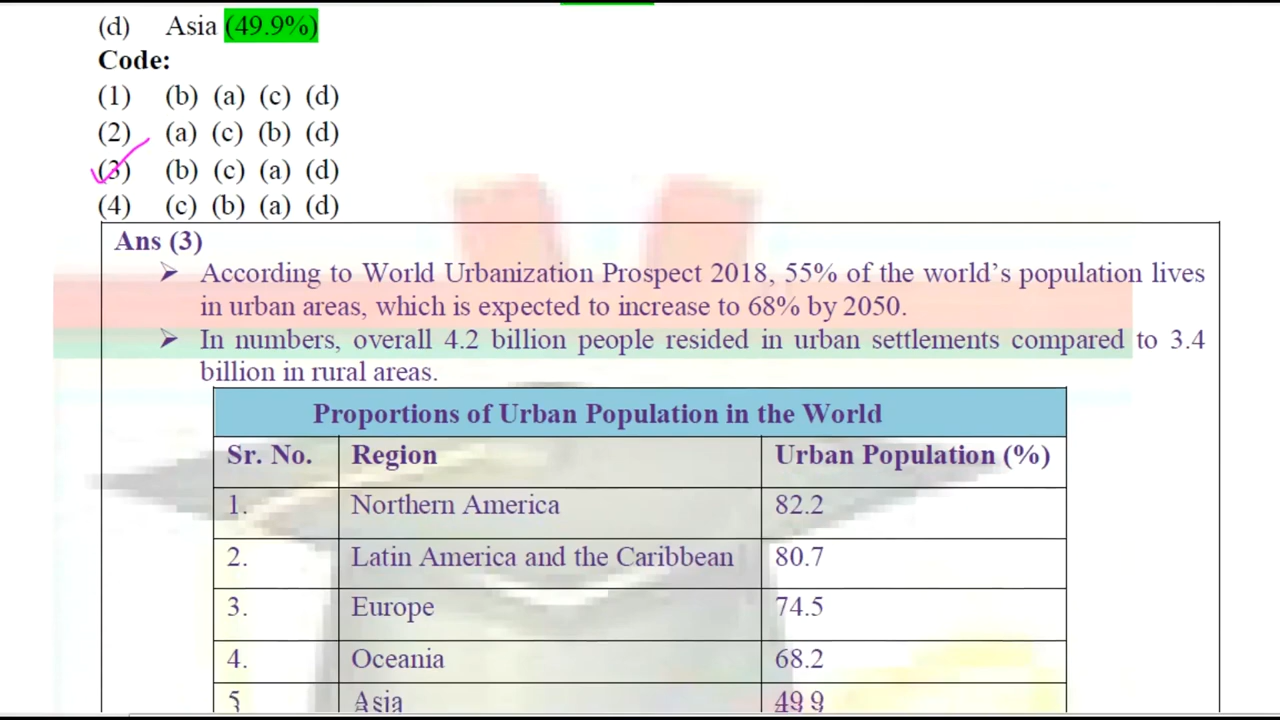 (d) Asia (49.9%)
Code:
(1) (b) (a) (c) (d)
(2) (a) (c) (b) (d)
(3) (b) (c) (a) (d)
(4) (c) (b) (a) (d)
Ans (3)
➢ According to World Urbanization Prospect 2018, 55% of the world’s population lives
in urban areas, which is expected to increase to 68% by 2050.
➢ In numbers, overall 4.2 billion people resided in urban settlements compared to 3.4
billion in rural areas.
Proportions of Urban Population in the World
Sr. No. Region Urban Population (%)
1. Northern America 82.2
2. Latin America and the Caribbean 80.7
3. Europe 74.5
4. Oceania 68.2
5 Asia 49 9